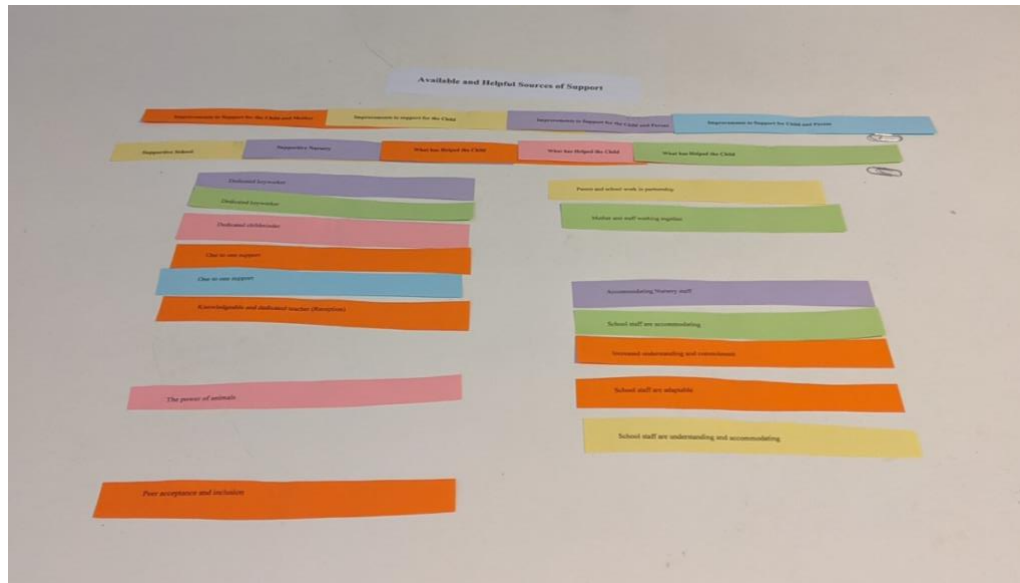 Available and Helpful Sources of Support
Improvements in Support for the Child and Mother
Improvements in support for the Child
Improvements in Support for the Child and Parent
Improvements in Support for Child and Parent
Supportive School
Supportive Nursery
What has Helped the Child
What has Helped the Child
What has Helped the Child
Dedicated keyworker
Dedicated keyworker
Dedicated childminder
One to one support
One to one support
Knowledgeable and dedicated teacher (Reception)
The power of animals
Peer acceptance and inclusion
Parent and school work in partnership
Mother and staff working together
Accommodating Nursery staff
School staff are accommodating
Increased understanding and commitment
School staff are adaptable
School staff are understanding and accommodating